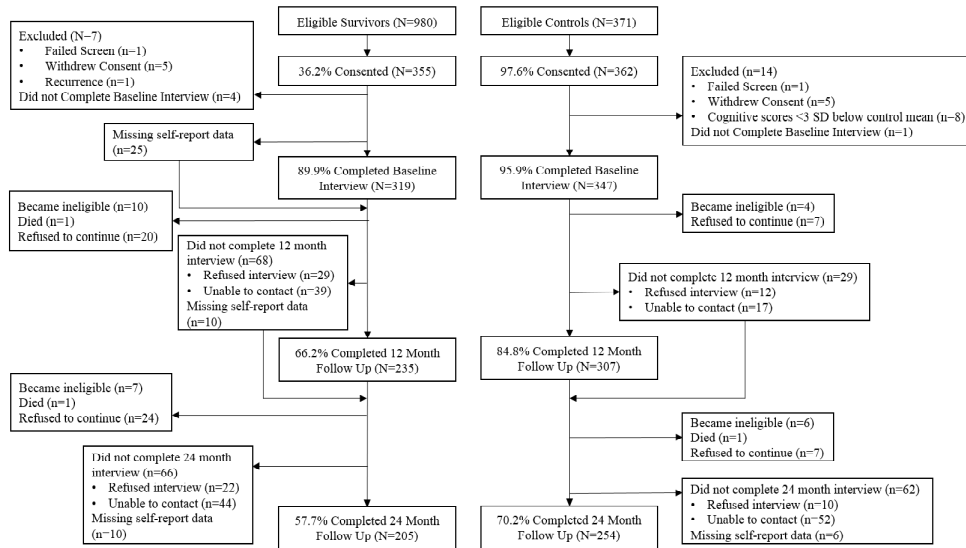 Eligible Survivors (N=980)
Eligible Controls (N=371)
Excluded (N=7)
• Failed Screen (n=1)
• Withdrew Consent (n=5)
• Recurrence (n=1)
Did not Complete Baseline Interview (n=4)
36.2% Consented (N=355)
97.6% Consented (N=362)
Excluded (n=14)
• Failed Screen (n=1)
• Withdrew Consent (n=5)
• Cognitive scores <3 SD below control mean (n=8)
Did not Complete Baseline Interview (n=1)
Missing self-report data
(n=25)
89.9% Completed Baseline
Interview (N=319)
95.9% Completed Baseline
Interview (N=347)
Became ineligible (n=10)
Died (n=1)
Refused to continue (n=20)
Became ineligible (n=4)
Refused to continue (n=7)
Did not complete 12 month
interview (n=68)
• Refused interview (n=29)
• Unable to contact (n=39)
Missing self-report data
(n=10)
Did not complete 12 month interview (n=29)
• Refused interview (n=12)
• Unable to contact (n=17)
66.2% Completed 12 Month
Follow Up (N=235)
84.8% Completed 12 Month
Follow Up (N=307)
Became ineligible (n=7)
Died (n=1)
Refused to continue (n=24)
Became ineligible (n=6)
Died (n=1)
Refused to continue (n=7)
Did not complete 24 month
interview (n=66)
• Refused interview (n=22)
• Unable to contact (n=44)
Missing self-report data
(n=10)
Did not complete 24 month interview (n=62)
• Refused interview (n=10)
• Unable to contact (n=52)
Missing self-report data (n=6)
57.7% Completed 24 Month
Follow Up (N=205)
70.2% Completed 24 Month
Follow Up (N=254)